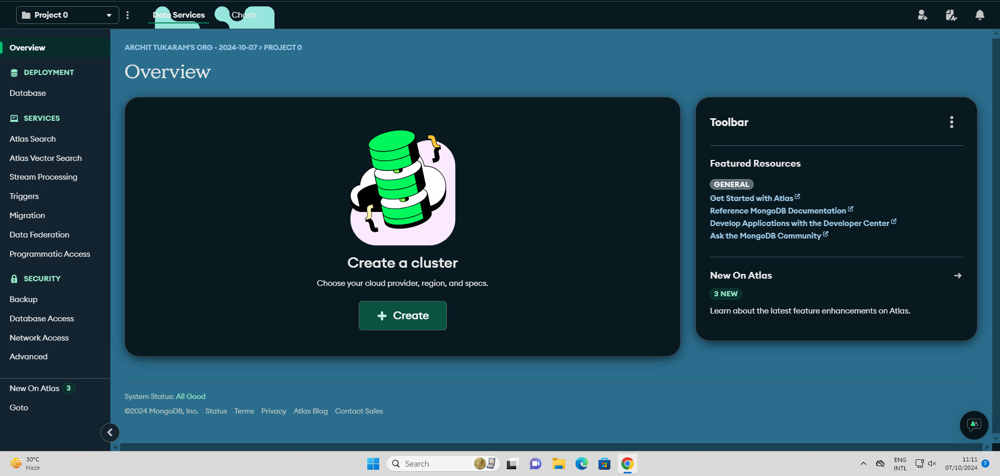 Project 0
Data Services
Charts
Overview
DEPLOYMENT
Database
SERVICES
Atlas Search
Atlas Vector Search
Stream Processing
Triggers
Migration
Data Federation
Programmatic Access
SECURITY
Backup
Database Access
Network Access
Advanced
New On Atlas 3
Goto
ARCHIT TUKARAM'S ORG - 2024-10-07 > PROJECT 0
Overview
Create a cluster
Choose your cloud provider, region, and specs.
+ Create
Toolbar
Featured Resources
GENERAL
Get Started with Atlas
Reference MongoDB Documentation
Develop Applications with the Developer Center
Ask the MongoDB Community
New On Atlas
3 NEW
Learn about the latest feature enhancements on Atlas.
System Status: All Good
©2024 MongoDB, Inc. Status Terms Privacy Atlas Blog Contact Sales
30°C
Haze
Search
ENG
INTL
11:11
07/10/2024
7